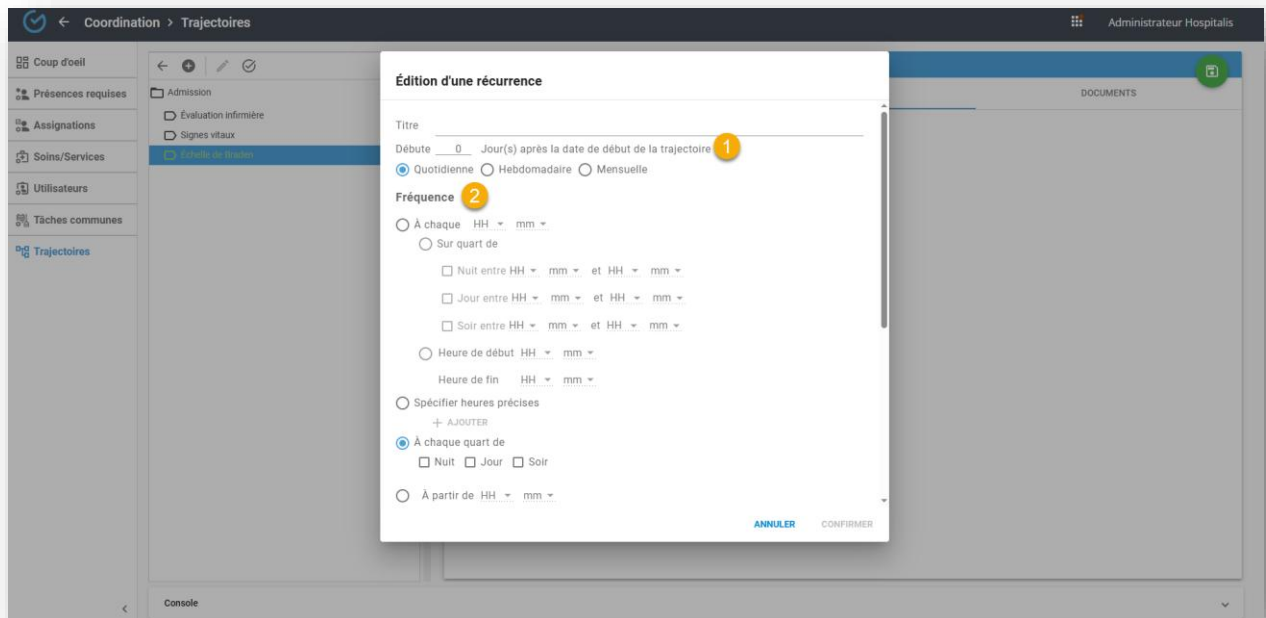 Coordination > Trajectoires
Administrateur Hospitalis
Coup d'oeil
Présences requises
Assignations
Soins/Services
Utilisateurs
Tâches communes
Trajectoires
Admission
Évaluation infirmière
Signes vitaux
Échelle de Braden
DOCUMENTS
Édition d'une récurrence
Titre
Débute 0 Jour(s) après la date de début de la trajectoire 1
Quotidienne Hebdomadaire Mensuelle
Fréquence 2
À chaque HH mm
Sur quart de
Nuit entre HH mm et HH mm
Jour entre HH mm et HH mm
Soir entre HH mm et HH mm
Heure de début HH mm
Heure de fin HH mm
Spécifier heures précises
+ AJOUTER
À chaque quart de
Nuit Jour Soir
À partir de HH mm
ANNULER CONFIRMER
Console